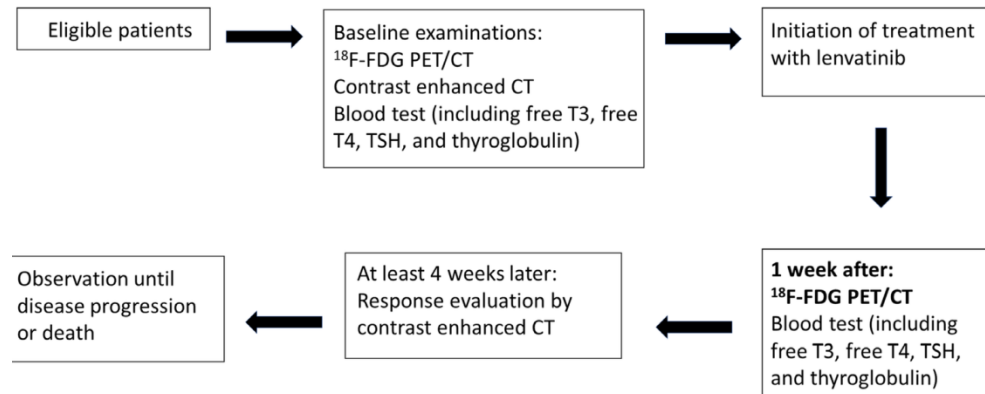 Eligible patients
Baseline examinations:
¹⁸F-FDG PET/CT
Contrast enhanced CT
Blood test (including free T3, free
T4, TSH, and thyroglobulin)
Initiation of treatment
with lenvatinib
1 week after:
¹⁸F-FDG PET/CT
Blood test (including
free T3, free T4, TSH,
and thyroglobulin)
At least 4 weeks later:
Response evaluation by
contrast enhanced CT
Observation until
disease progression
or death